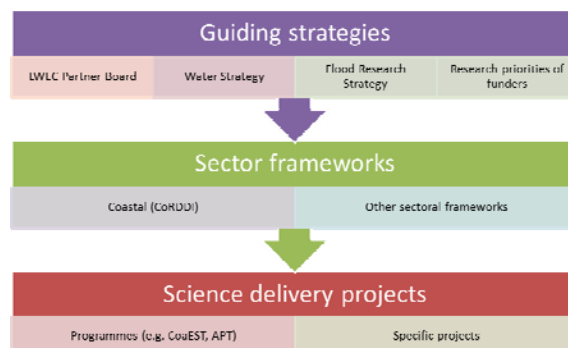 Guiding strategies
LWEC Partner Board
Water Strategy
Flood Research
Strategy
Research priorities of
funders
Sector frameworks
Coastal (CoRDDI)
Other sectoral frameworks
Science delivery projects
Programmes (e.g. CoaEST, APT)
Specific projects